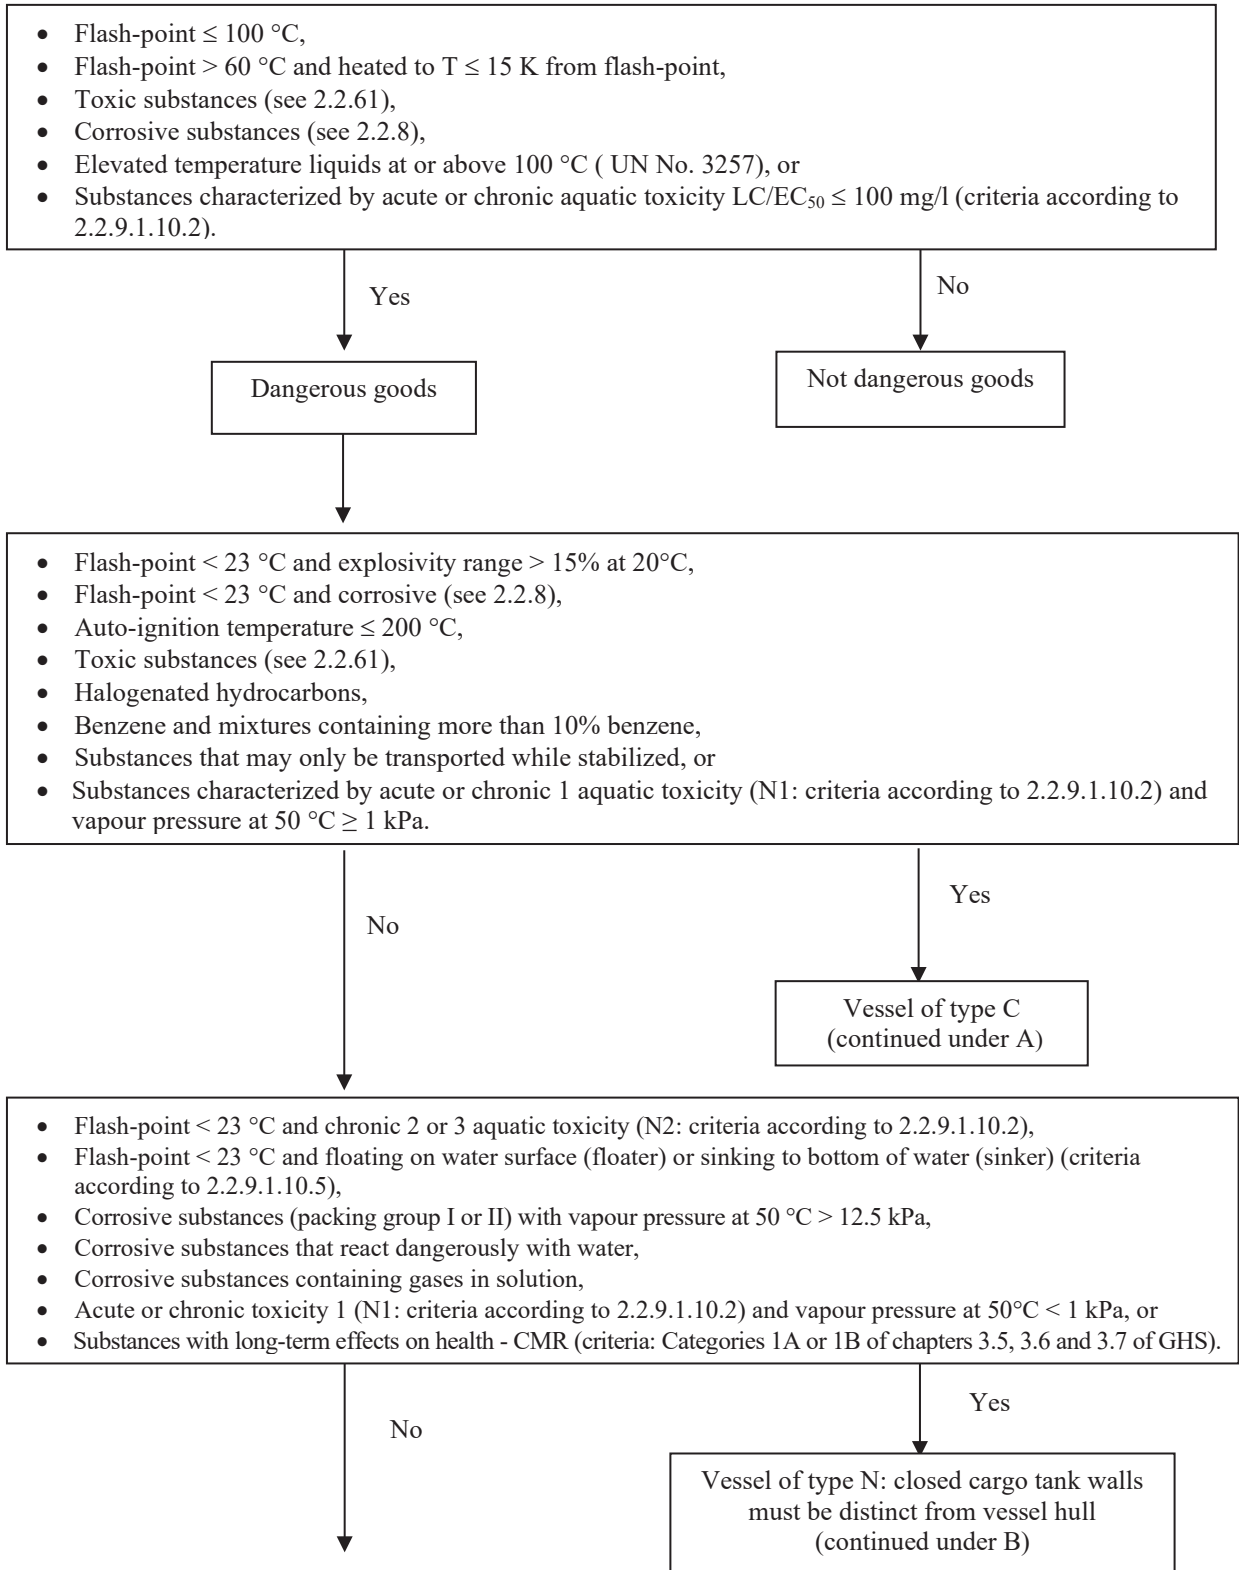 • Flash-point ≤ 100 °C,
• Flash-point > 60 °C and heated to T ≤ 15 K from flash-point,
• Toxic substances (see 2.2.61),
• Corrosive substances (see 2.2.8),
• Elevated temperature liquids at or above 100 °C ( UN No. 3257), or
• Substances characterized by acute or chronic aquatic toxicity LC/EC₅₀ ≤ 100 mg/l (criteria according to
2.2.9.1.10.2).
Yes
No
Dangerous goods
Not dangerous goods
• Flash-point < 23 °C and explosivity range > 15% at 20°C,
• Flash-point < 23 °C and corrosive (see 2.2.8),
• Auto-ignition temperature ≤ 200 °C,
• Toxic substances (see 2.2.61),
• Halogenated hydrocarbons,
• Benzene and mixtures containing more than 10% benzene,
• Substances that may only be transported while stabilized, or
• Substances characterized by acute or chronic 1 aquatic toxicity (N1: criteria according to 2.2.9.1.10.2) and
vapour pressure at 50 °C ≥ 1 kPa.
Yes
No
Vessel of type C
(continued under A)
• Flash-point < 23 °C and chronic 2 or 3 aquatic toxicity (N2: criteria according to 2.2.9.1.10.2),
• Flash-point < 23 °C and floating on water surface (floater) or sinking to bottom of water (sinker) (criteria
according to 2.2.9.1.10.5),
• Corrosive substances (packing group I or II) with vapour pressure at 50 °C > 12.5 kPa,
• Corrosive substances that react dangerously with water,
• Corrosive substances containing gases in solution,
• Acute or chronic toxicity 1 (N1: criteria according to 2.2.9.1.10.2) and vapour pressure at 50°C < 1 kPa, or
• Substances with long-term effects on health - CMR (criteria: Categories 1A or 1B of chapters 3.5, 3.6 and 3.7 of GHS).
Yes
No
Vessel of type N: closed cargo tank walls
must be distinct from vessel hull
(continued under B)